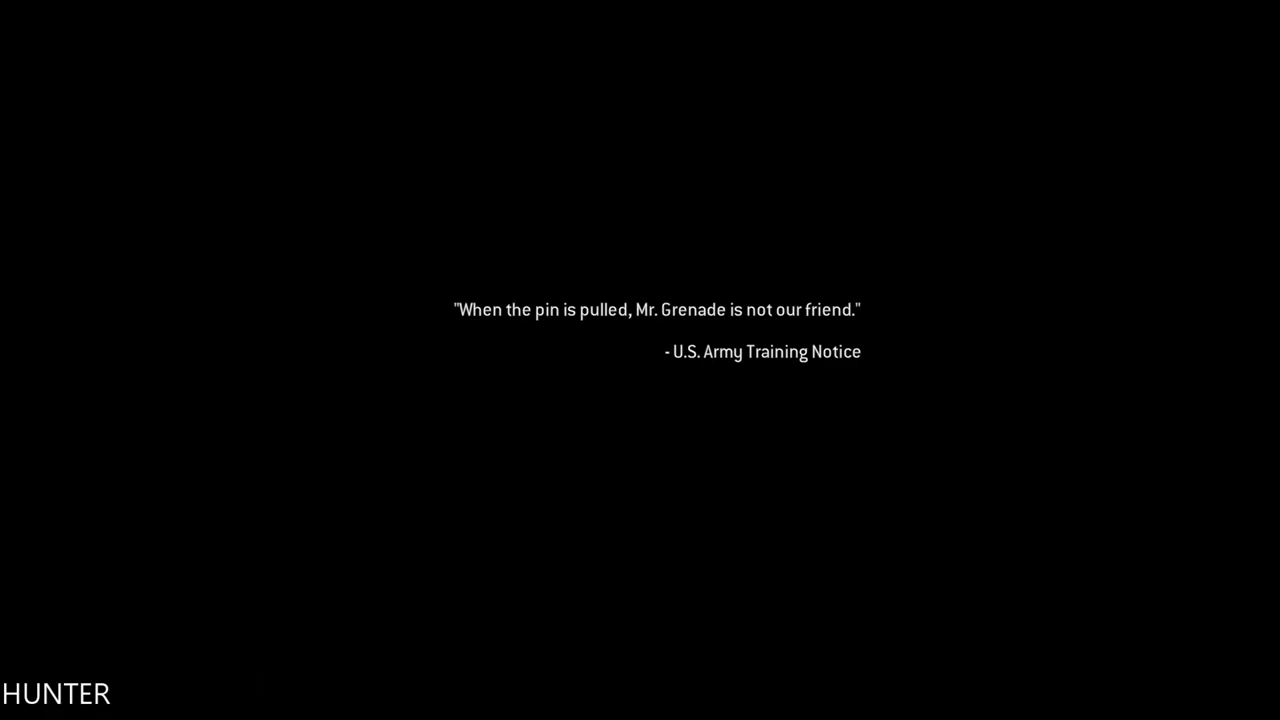 "When the pin is pulled, Mr. Grenade is not our friend."
- U.S. Army Training Notice
HUNTER